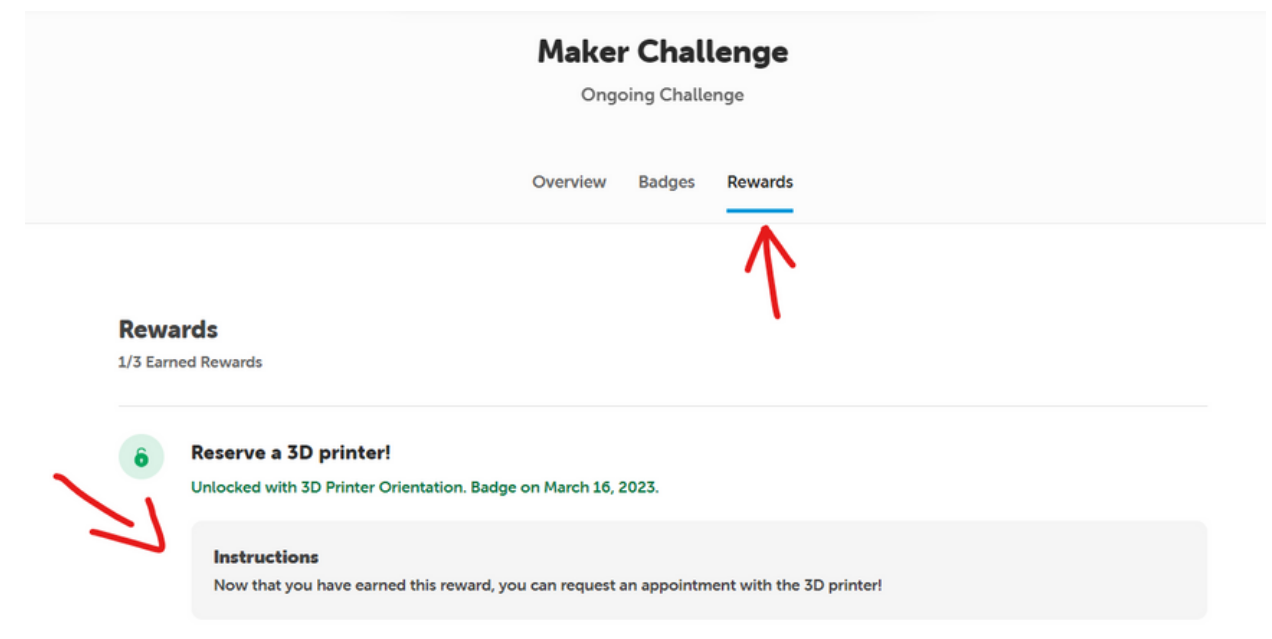 Maker Challenge
Ongoing Challenge
Overview Badges Rewards
Rewards
1/3 Earned Rewards
Reserve a 3D printer!
Unlocked with 3D Printer Orientation. Badge on March 16, 2023.
Instructions
Now that you have earned this reward, you can request an appointment with the 3D printer!